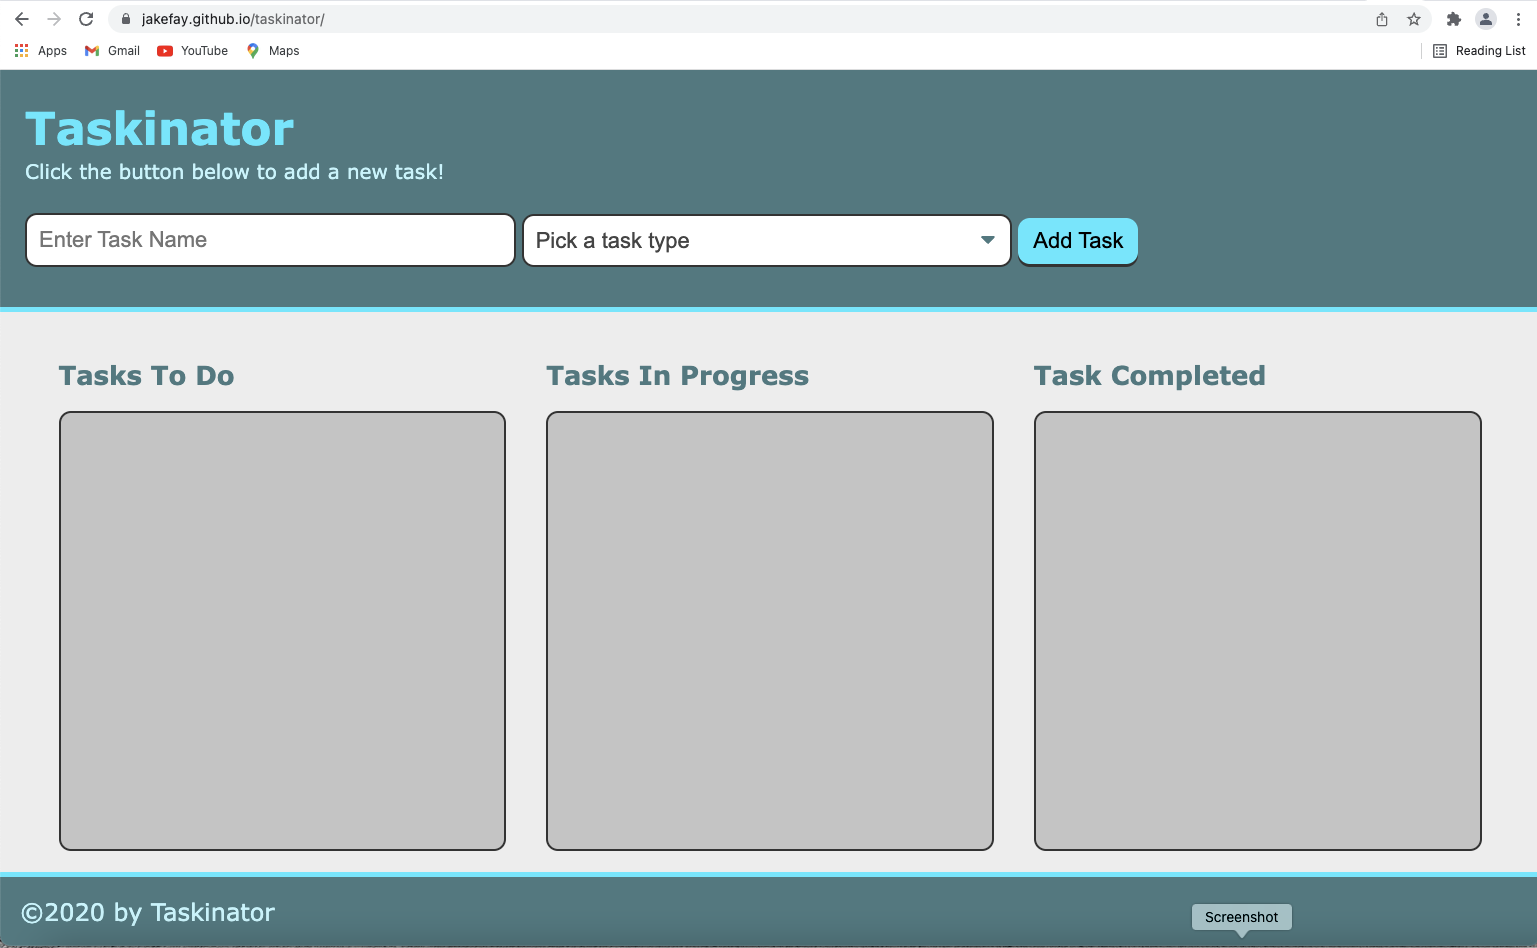 jakefay.github.io/taskinator/
Apps Gmail YouTube Maps Reading List
Taskinator
Click the button below to add a new task!
Enter Task Name Pick a task type Add Task
Tasks To Do Tasks In Progress Task Completed
©2020 by Taskinator
Screenshot